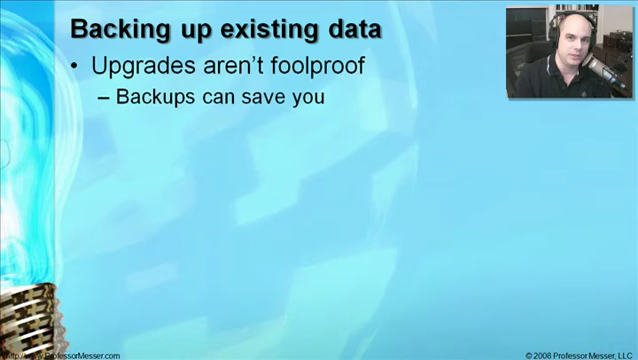 Backing up existing data
• Upgrades aren't foolproof
– Backups can save you
http://www.ProfessorMesser.com
© 2008 Professor Messer, LLC